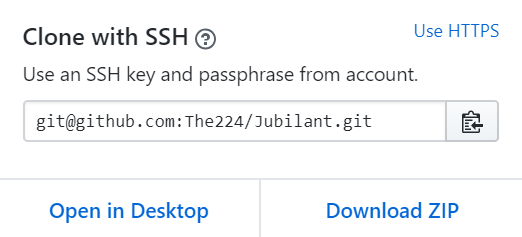 Clone with SSH ?
Use HTTPS
Use an SSH key and passphrase from account.
git@github.com:The224/Jubilant.git
Open in Desktop
Download ZIP